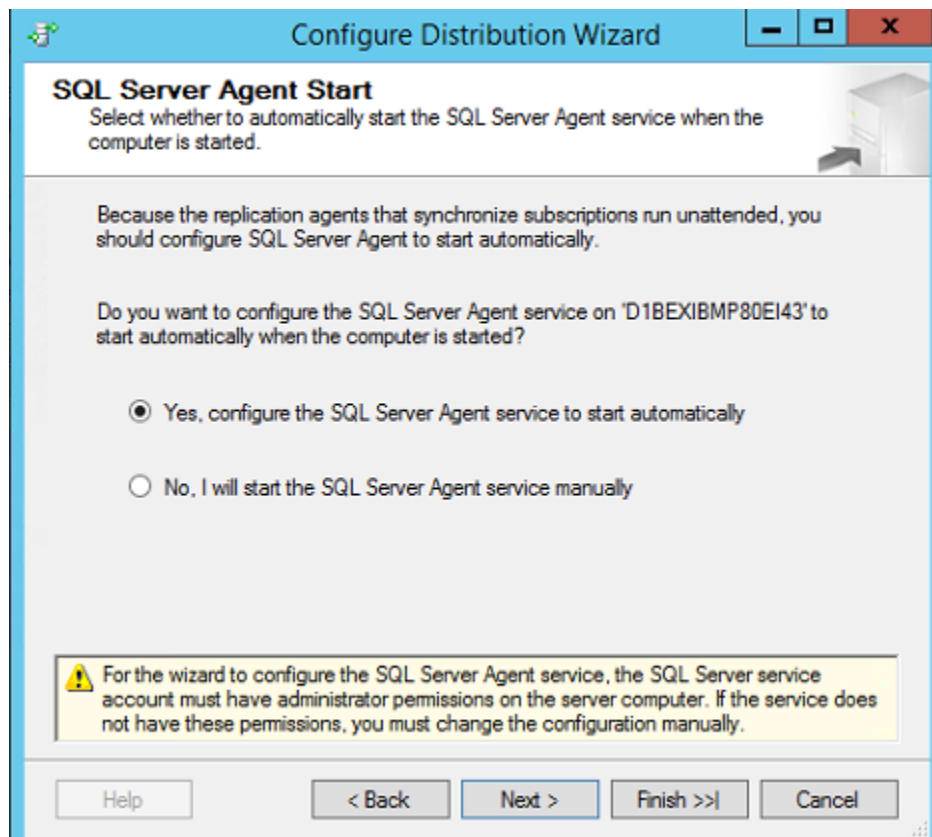 Configure Distribution Wizard
SQL Server Agent Start
Select whether to automatically start the SQL Server Agent service when the
computer is started.
Because the replication agents that synchronize subscriptions run unattended, you
should configure SQL Server Agent to start automatically.
Do you want to configure the SQL Server Agent service on 'D1BEXIBMP80EI43' to
start automatically when the computer is started?
Yes, configure the SQL Server Agent service to start automatically
No, I will start the SQL Server Agent service manually
For the wizard to configure the SQL Server Agent service, the SQL Server service
account must have administrator permissions on the server computer. If the service does
not have these permissions, you must change the configuration manually.
Help
< Back
Next >
Finish >>|
Cancel